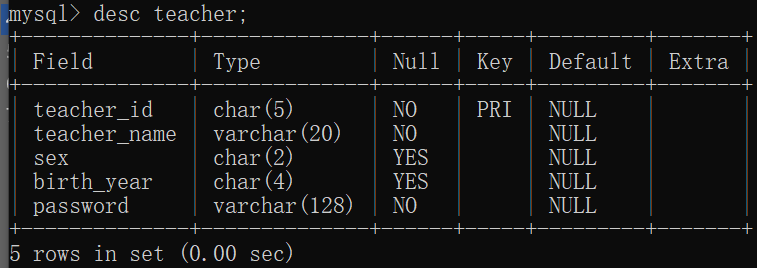 mysql> desc teacher;
+--------------+--------------+------+-----+---------+-------+
| Field        | Type         | Null | Key | Default | Extra |
+--------------+--------------+------+-----+---------+-------+
| teacher_id   | char(5)      | NO   | PRI | NULL    |       |
| teacher_name | varchar(20)  | NO   |     | NULL    |       |
| sex          | char(2)      | YES  |     | NULL    |       |
| birth_year   | char(4)      | YES  |     | NULL    |       |
| password     | varchar(128) | NO   |     | NULL    |       |
+--------------+--------------+------+-----+---------+-------+
5 rows in set (0.00 sec)